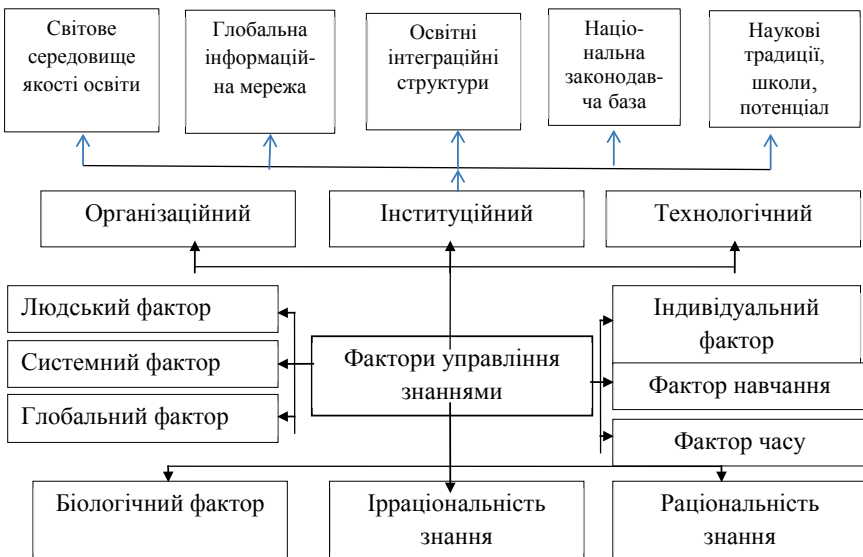 Світове
середовище
якості освіти
Глобальна
інформацій-
на мережа
Освітні
інтеграційні
структури
Націо-
нальна
законодав-
ча база
Наукові
традиції,
школи,
потенціал
Організаційний
Інституційний
Технологічний
Людський фактор
Системний фактор
Глобальний фактор
Фактори управління
знаннями
Індивідуальний
фактор
Фактор навчання
Фактор часу
Біологічний фактор
Ірраціональність
знання
Раціональність
знання